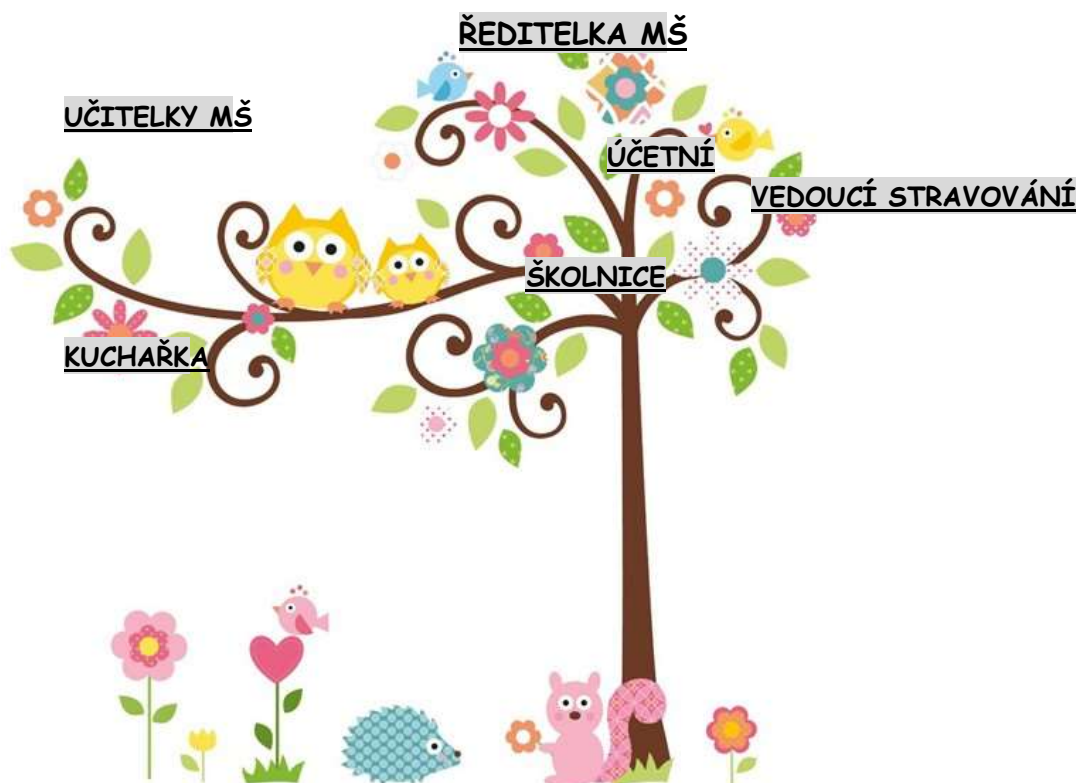 ŘEDITELKA MŠ
UČITELKY MŠ
ÚČETNÍ
VEDOUCÍ STRAVOVÁNÍ
ŠKOLNICE
KUCHAŘKA